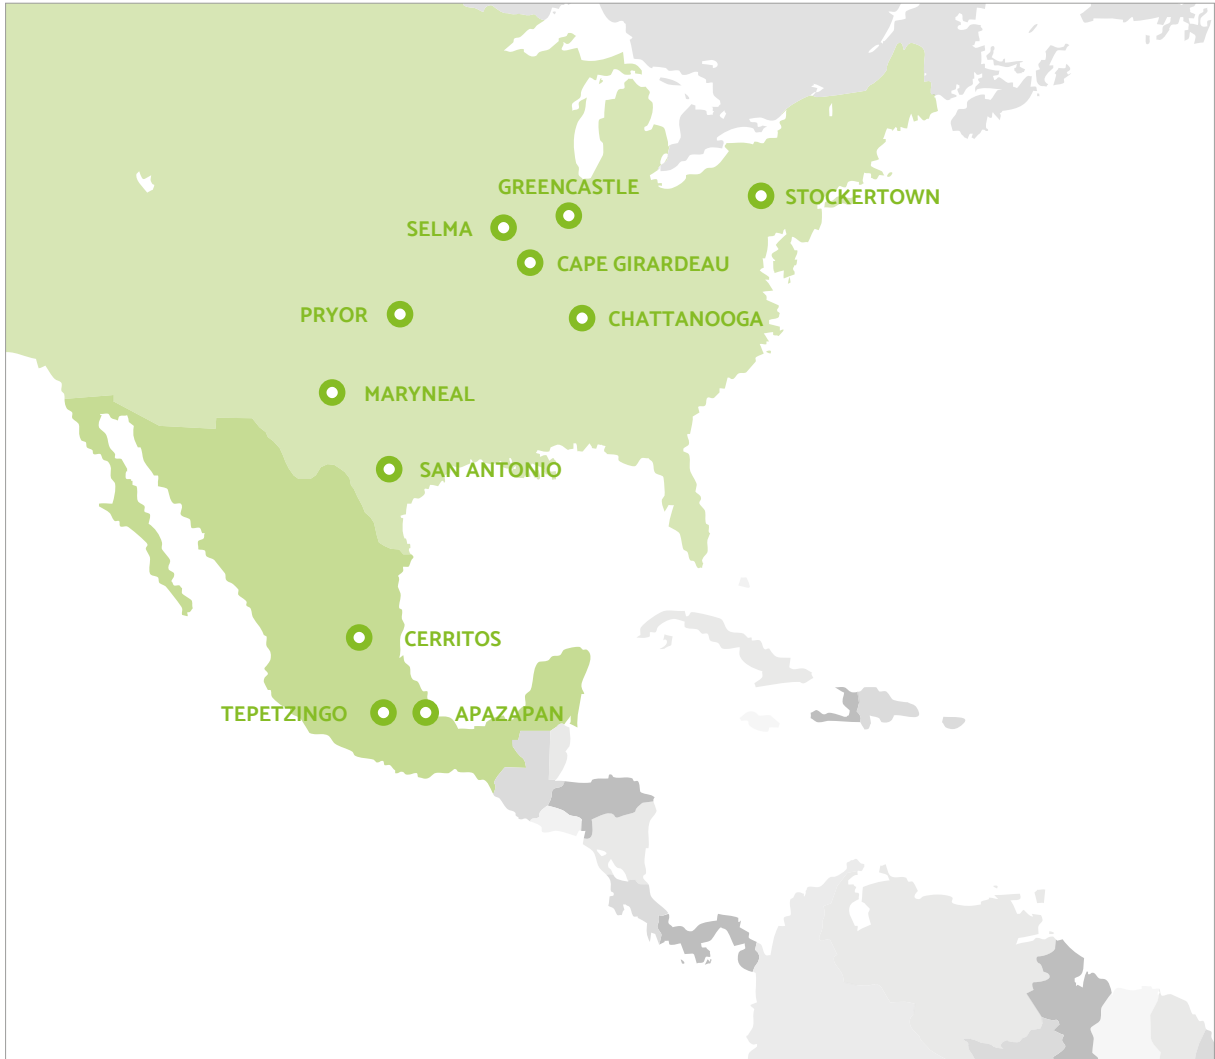 GREENCASTLE
STOCKERTOWN
SELMA
CAPE GIRARDEAU
PRYOR
CHATTANOOGA
MARYNEAL
SAN ANTONIO
CERRITOS
TEPETZINGO
APAZAPAN